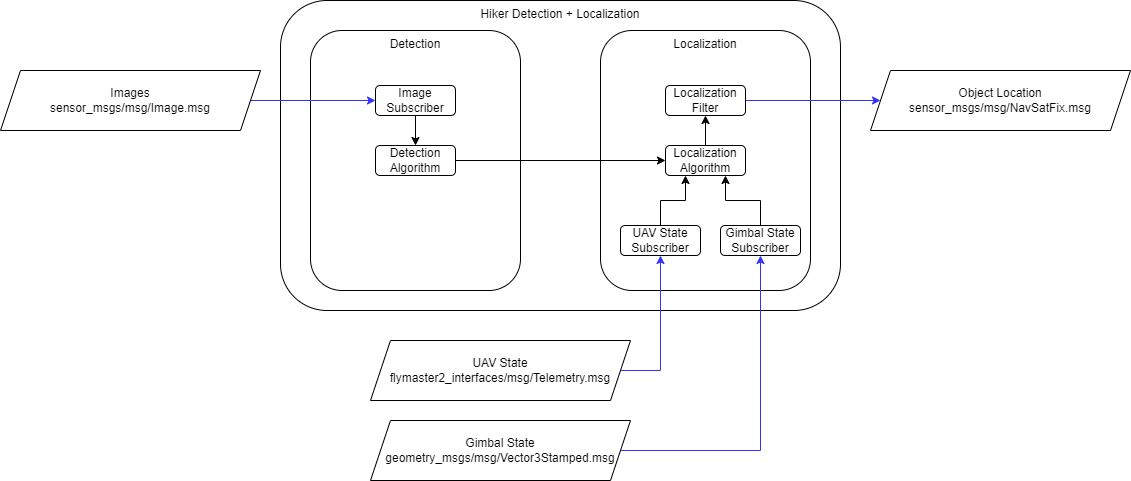 Hiker Detection + Localization
Detection
Localization
Images
sensor_msgs/msg/Image.msg
Image
Subscriber
Detection
Algorithm
Localization
Filter
Localization
Algorithm
UAV State
Subscriber
Gimbal State
Subscriber
Object Location
sensor_msgs/msg/NavSatFix.msg
UAV State
flymaster2_interfaces/msg/Telemetry.msg
Gimbal State
geometry_msgs/msg/Vector3Stamped.msg